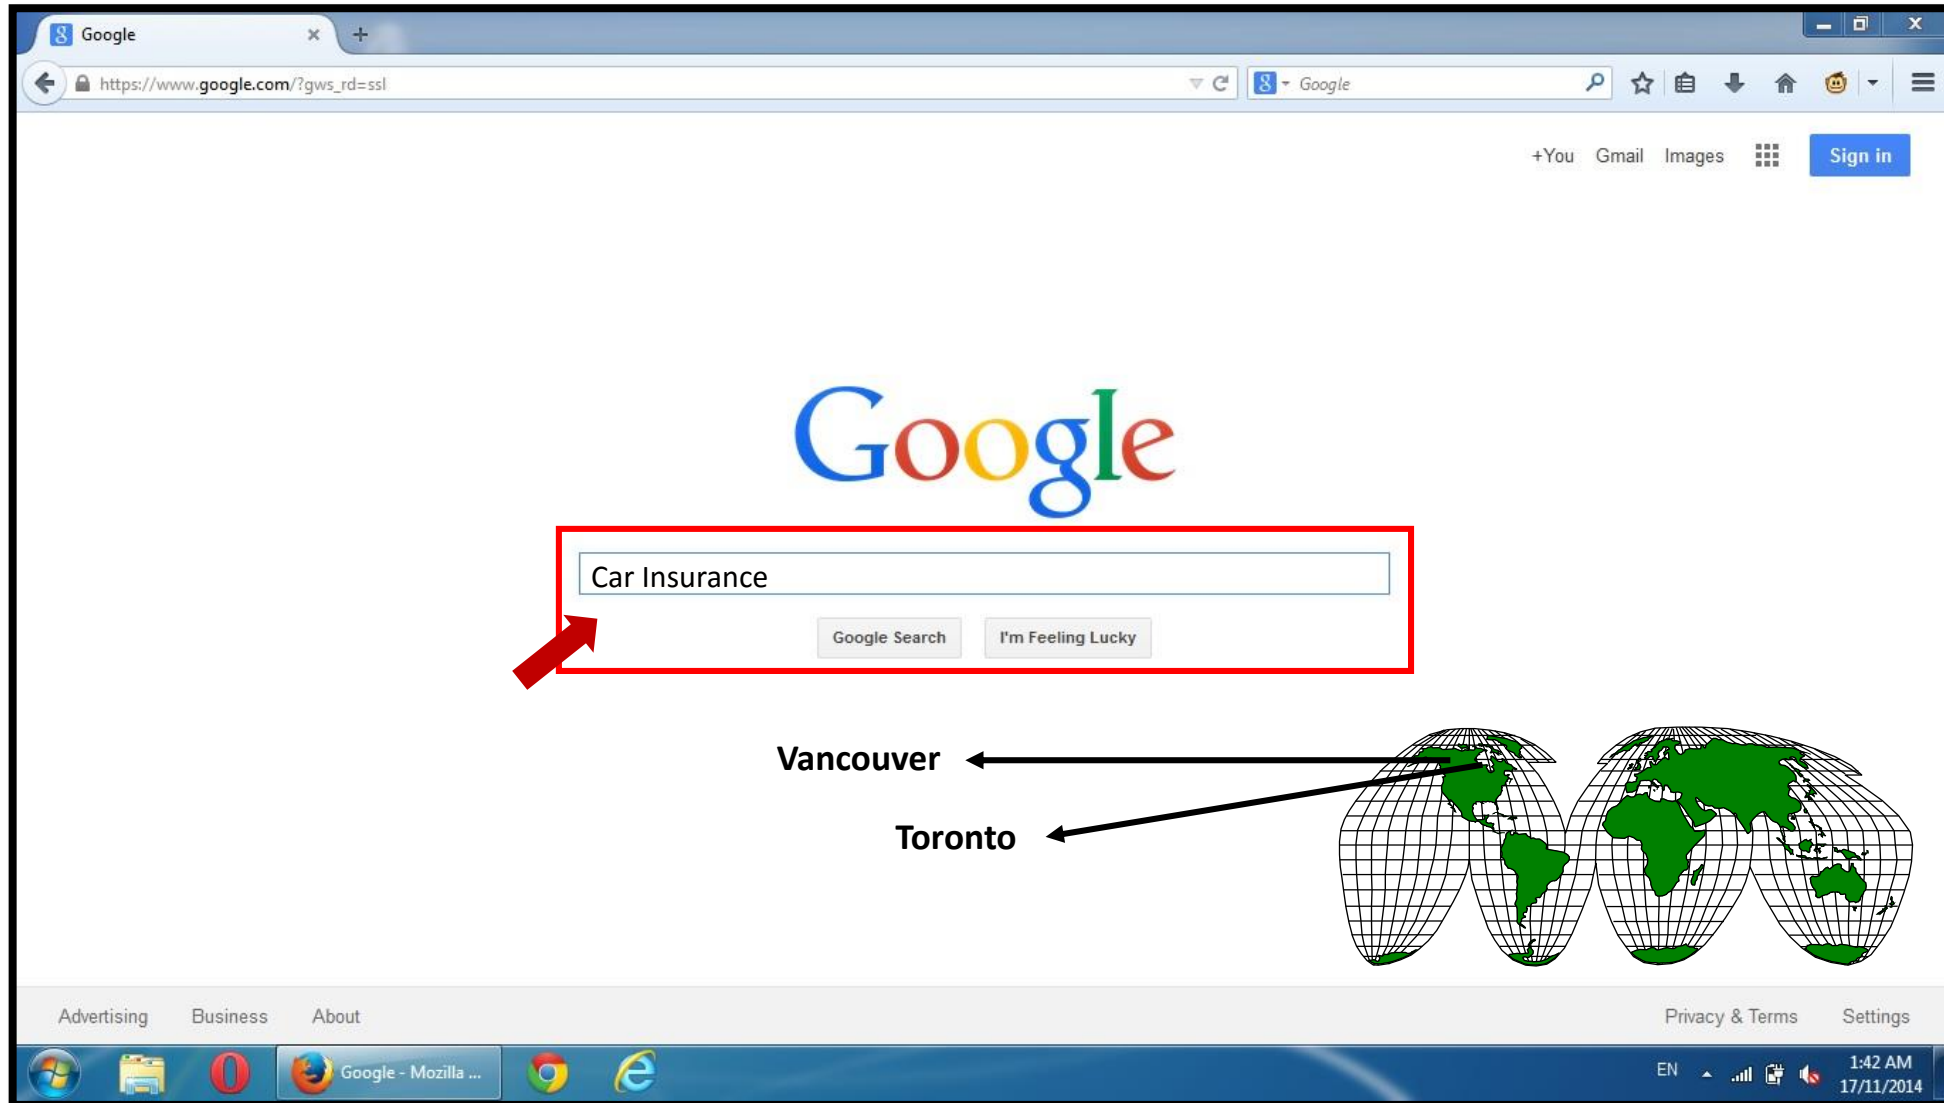 Google
https://www.google.com/?gws_rd=ssl
Google
+You Gmail Images Sign in
Google
Car Insurance
Google Search I'm Feeling Lucky
Vancouver
Toronto
Advertising Business About Privacy & Terms Settings
Google - Mozilla ...
EN
1:42 AM
17/11/2014